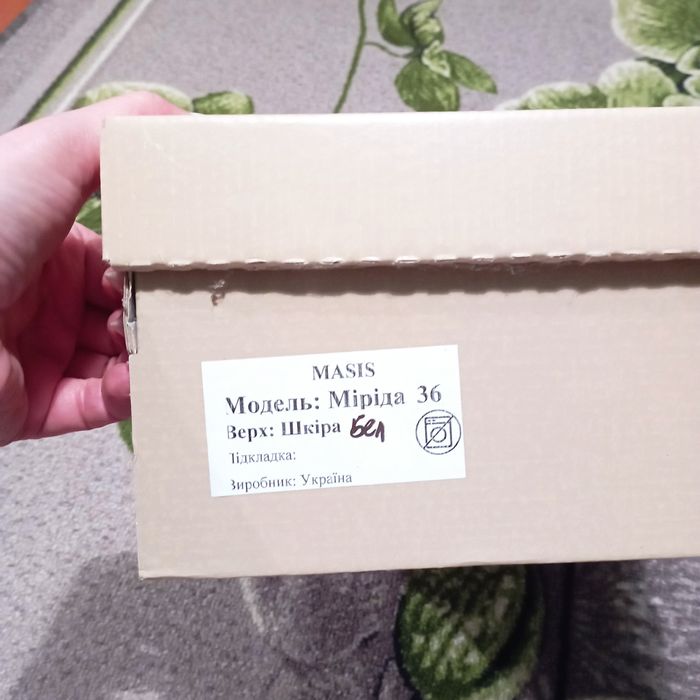 MASIS
Модель: Міріда 36
Верх: Шкіра бел
Підкладка:
Виробник: Україна